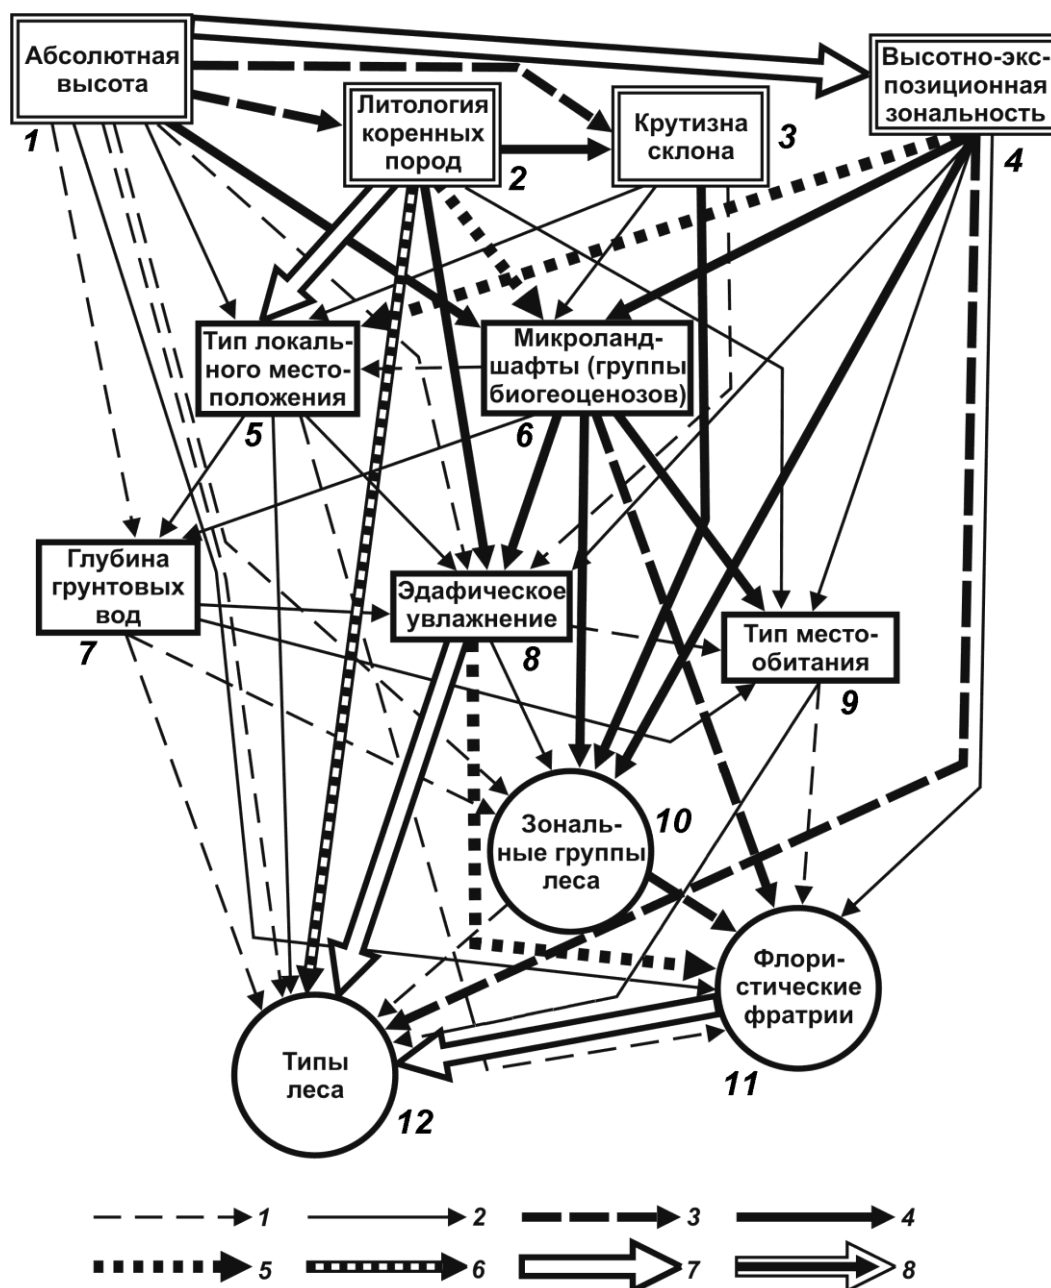 Абсолютная
высота
1
Литология
коренных
пород
2
Крутизна
склона
3
Высотно-экс-
позиционная
зональность
4
Тип локаль-
ного место-
положения
5
Микроланд-
шафты (группы
биогеоценозов)
6
Глубина
грунтовых
вод
7
Эдафическое
увлажнение
8
Тип место-
обитания
9
Зональ-
ные группы
леса
10
Флори-
стические
фратрии
11
Типы
леса
12
1
2
3
4
5
6
7
8